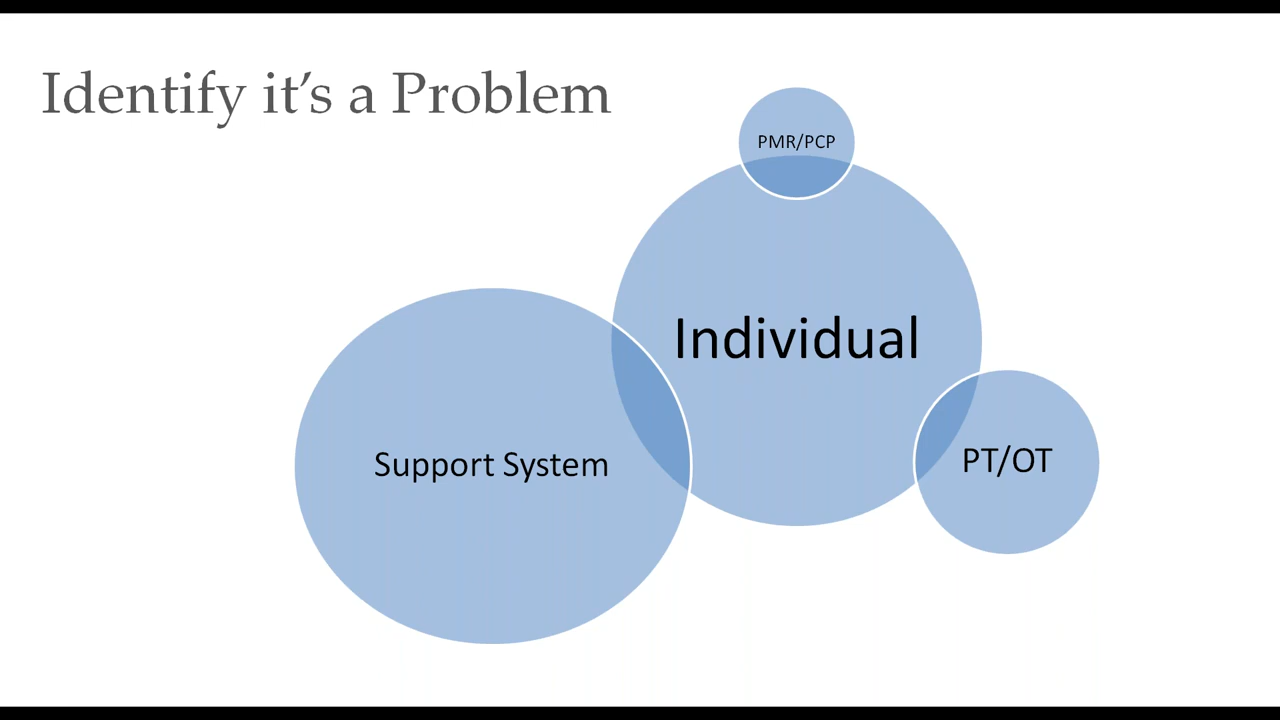 Identify it’s a Problem
PMR/PCP
Individual
Support System
PT/OT